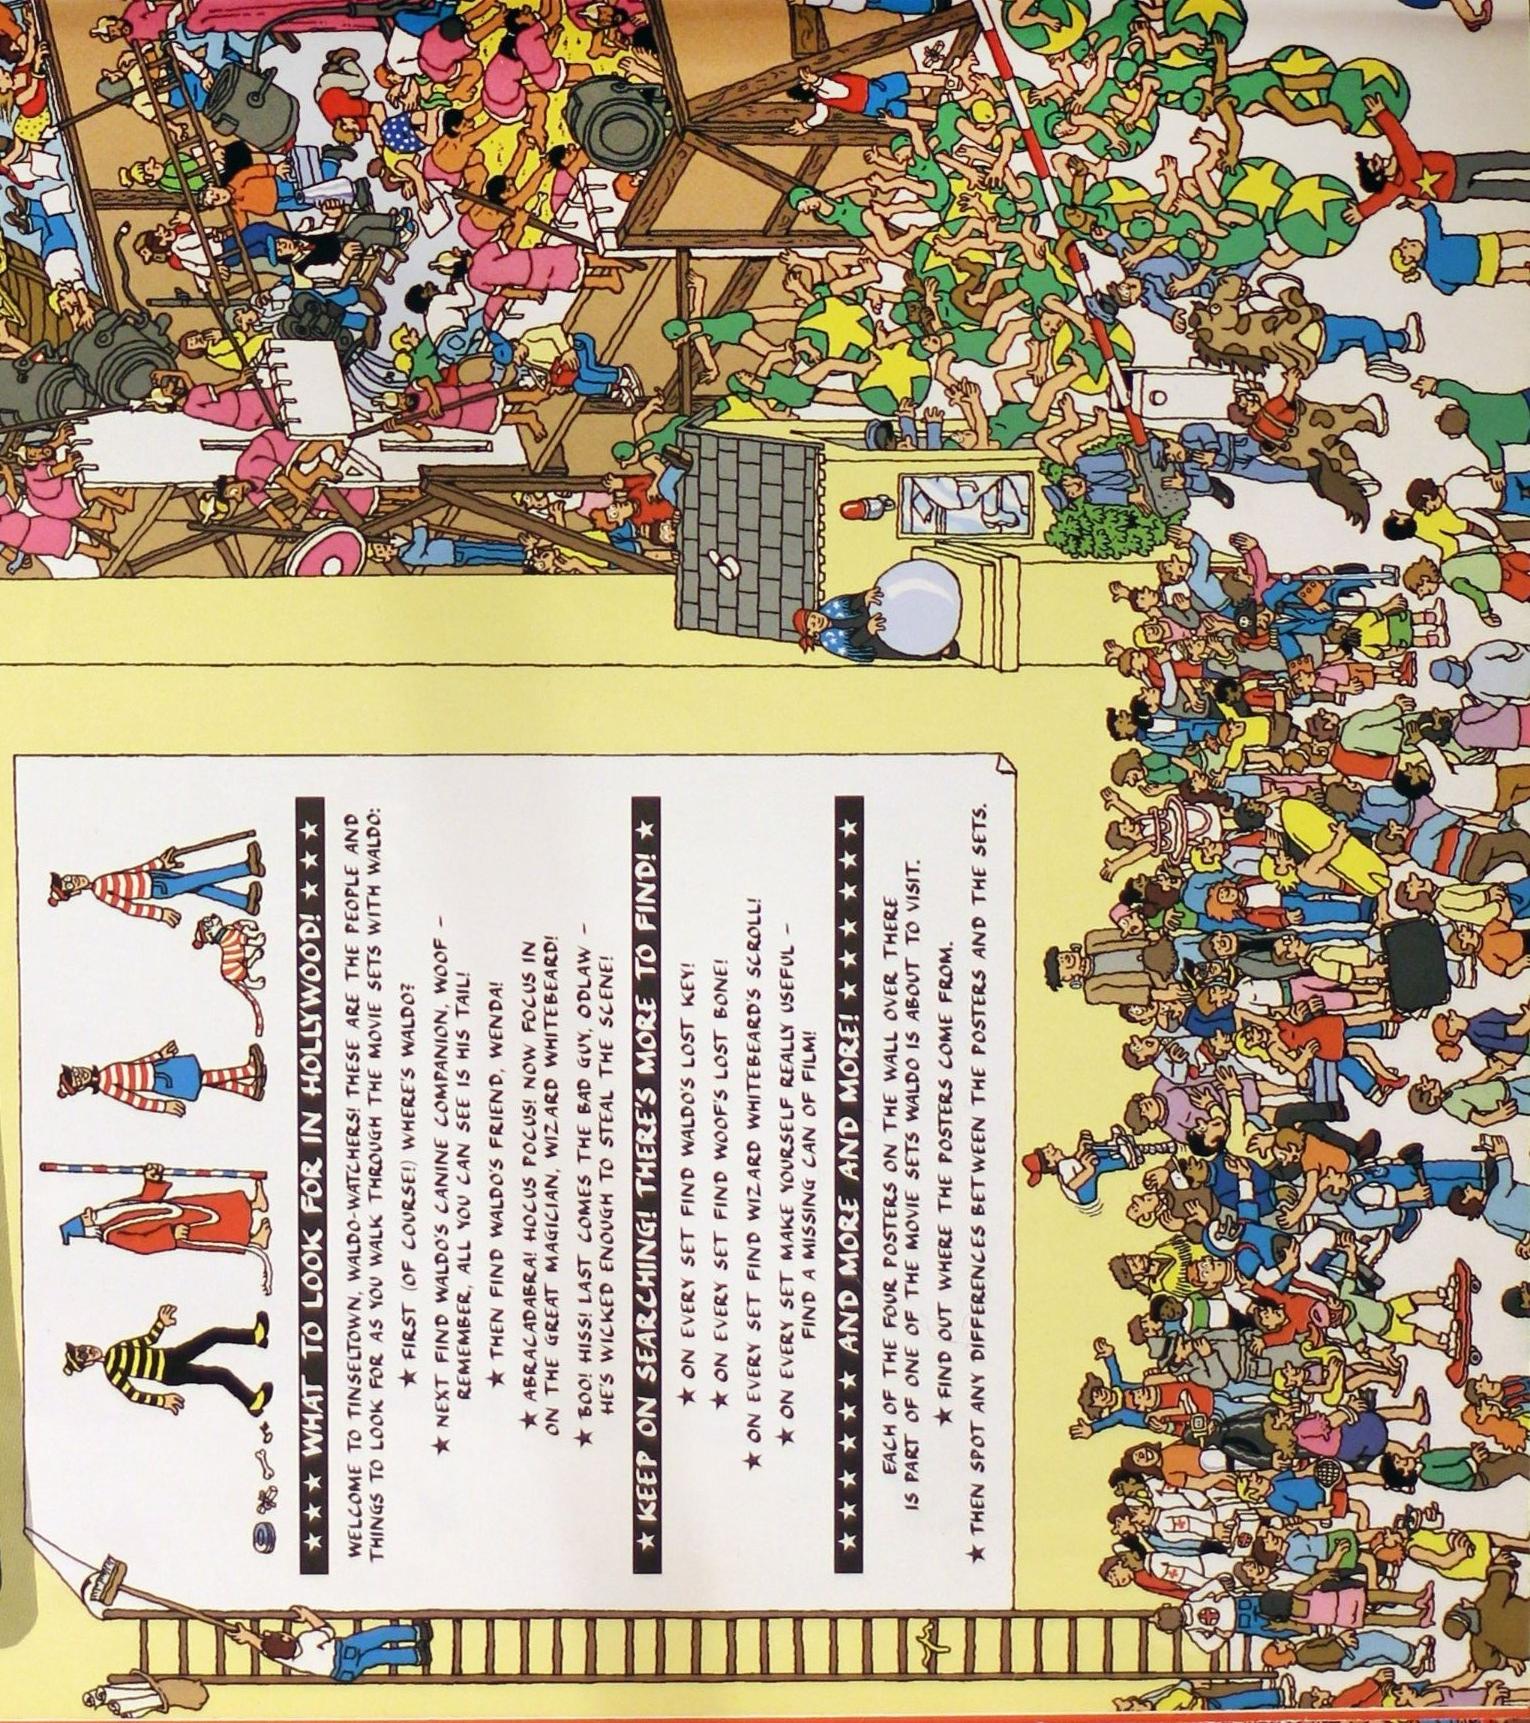 ★ ★ ★ WHAT TO LOOK FOR IN HOLLYWOOD! ★ ★ ★
WELCOME TO TINSELTOWN, WALDO-WATCHERS! THESE ARE THE PEOPLE AND
THINGS TO LOOK FOR AS YOU WALK THROUGH THE MOVIE SETS WITH WALDO:
★ FIRST (OF COURSE!) WHERE'S WALDO?
★ NEXT FIND WALDO'S CANINE COMPANION, WOOF –
REMEMBER, ALL YOU CAN SEE IS HIS TAIL!
★ THEN FIND WALDO'S FRIEND, WENDA!
★ ABRACADABRA! HOCUS POCUS! NOW FOCUS IN
ON THE GREAT MAGICIAN, WIZARD WHITEBEARD!
★ BOO! HISS! LAST COMES THE BAD GUY, ODLAW –
HE'S WICKED ENOUGH TO STEAL THE SCENE!
★ KEEP ON SEARCHING! THERE'S MORE TO FIND! ★
★ ON EVERY SET FIND WALDO'S LOST KEY!
★ ON EVERY SET FIND WOOF'S LOST BONE!
★ ON EVERY SET FIND WIZARD WHITEBEARD'S SCROLL!
★ ON EVERY SET MAKE YOURSELF REALLY USEFUL –
FIND A MISSING CAN OF FILM!
★ ★ ★ ★ ★ ★ AND MORE AND MORE! ★ ★ ★ ★ ★ ★
EACH OF THE FOUR POSTERS ON THE WALL OVER THERE
IS PART OF ONE OF THE MOVIE SETS WALDO IS ABOUT TO VISIT.
★ FIND OUT WHERE THE POSTERS COME FROM.
★ THEN SPOT ANY DIFFERENCES BETWEEN THE POSTERS AND THE SETS.